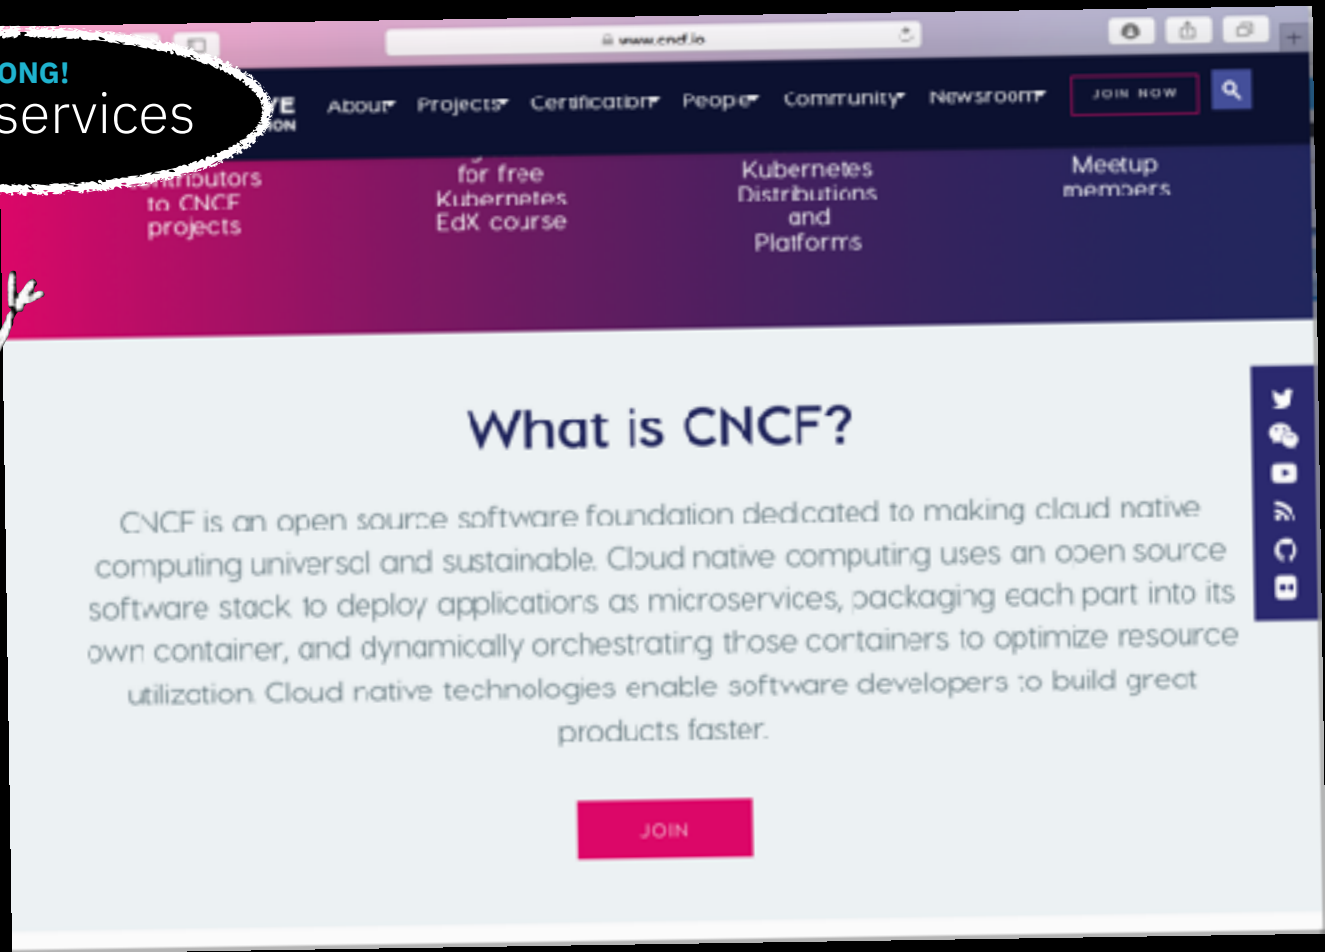 www.cncf.io
ONG!
services
VE
ION
About
Projects
Certification
People
Community
Newsroom
JOIN NOW
contributors
to CNCF
projects
for free
Kubernetes
EdX course
Kubernetes
Distributions
and
Platforms
Meetup
members
What is CNCF?
CNCF is an open source software foundation dedicated to making cloud native
computing universal and sustainable. Cloud native computing uses an open source
software stack to deploy applications as microservices, packaging each part into its
own container, and dynamically orchestrating those containers to optimize resource
utilization. Cloud native technologies enable software developers to build great
products faster.
JOIN